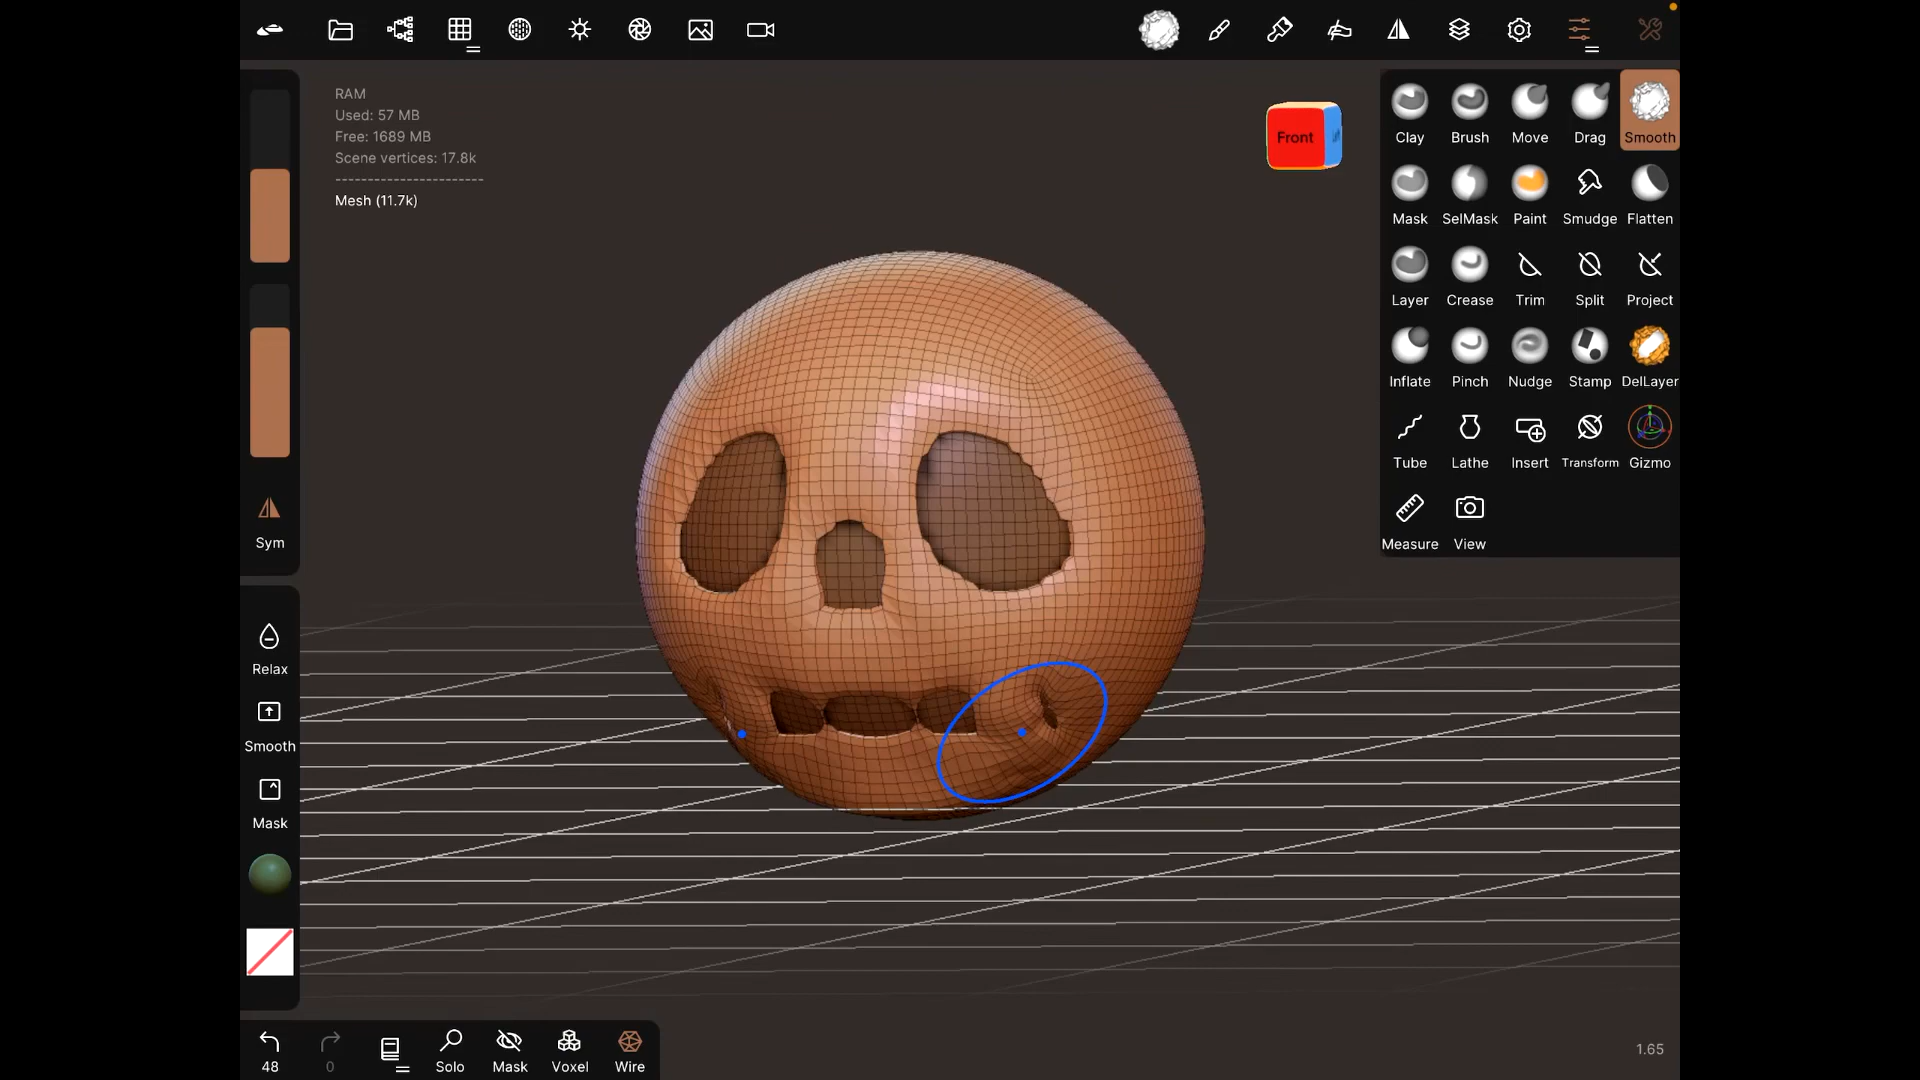 RAM
Used: 57 MB
Free: 1689 MB
Scene vertices: 17.8k
-----------------------
Mesh (11.7k)
Front
Clay Brush Move Drag Smooth
Mask SelMask Paint Smudge Flatten
Layer Crease Trim Split Project
Inflate Pinch Nudge Stamp DelLayer
Tube Lathe Insert Transform Gizmo
Measure View
Sym
Relax
Smooth
Mask
48 0 Solo Mask Voxel Wire
1.65